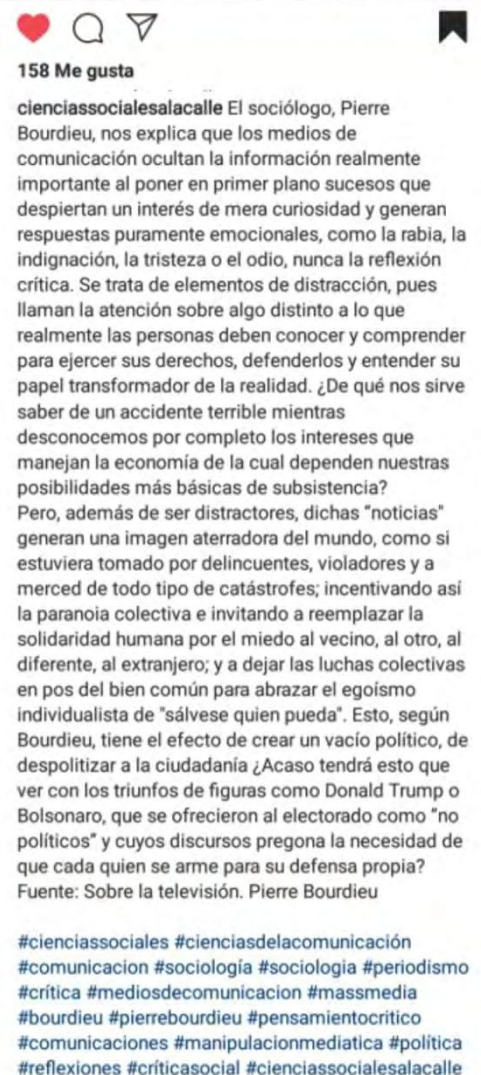 158 Me gusta
cienciassocialesalacalle El sociólogo, Pierre
Bourdieu, nos explica que los medios de
comunicación ocultan la información realmente
importante al poner en primer plano sucesos que
despiertan un interés de mera curiosidad y generan
respuestas puramente emocionales, como la rabia, la
indignación, la tristeza o el odio, nunca la reflexión
crítica. Se trata de elementos de distracción, pues
llaman la atención sobre algo distinto a lo que
realmente las personas deben conocer y comprender
para ejercer sus derechos, defenderlos y entender su
papel transformador de la realidad. ¿De qué nos sirve
saber de un accidente terrible mientras
desconocemos por completo los intereses que
manejan la economía de la cual dependen nuestras
posibilidades más básicas de subsistencia?
Pero, además de ser distractores, dichas "noticias"
generan una imagen aterradora del mundo, como si
estuviera tomado por delincuentes, violadores y a
merced de todo tipo de catástrofes; incentivando así
la paranoia colectiva e invitando a reemplazar la
solidaridad humana por el miedo al vecino, al otro, al
diferente, al extranjero; y a dejar las luchas colectivas
en pos del bien común para abrazar el egoísmo
individualista de "sálvese quien pueda". Esto, según
Bourdieu, tiene el efecto de crear un vacío político, de
despolitizar a la ciudadanía ¿Acaso tendrá esto que
ver con los triunfos de figuras como Donald Trump o
Bolsonaro, que se ofrecieron al electorado como "no
políticos" y cuyos discursos pregona la necesidad de
que cada quien se arme para su defensa propia?
Fuente: Sobre la televisión. Pierre Bourdieu
#cienciassociales #cienciasdelacomunicación
#comunicacion #sociología #sociologia #periodismo
#crítica #mediosdecomunicacion #massmedia
#bourdieu #pierrebourdieu #pensamientocritico
#comunicaciones #manipulacionmediatica #política
#reflexiones #críticasocial #cienciassocialesalacalle